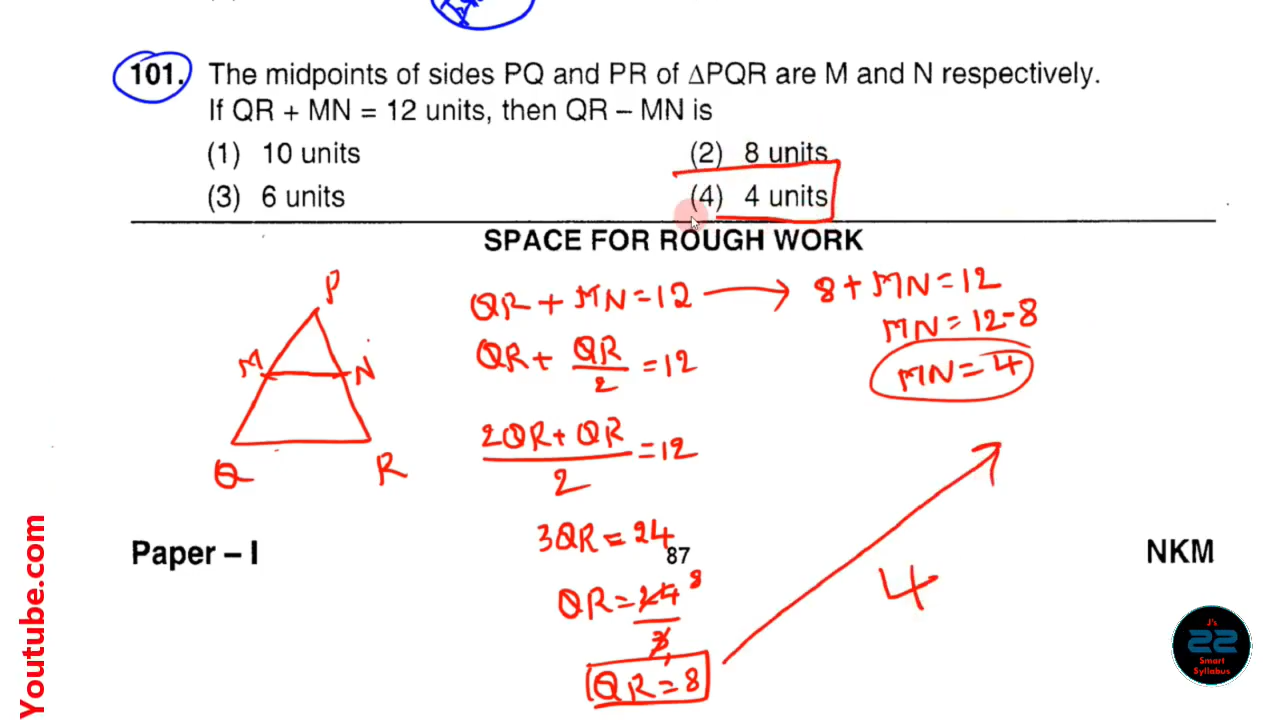 101. The midpoints of sides PQ and PR of ΔPQR are M and N respectively.
If QR + MN = 12 units, then QR – MN is
(1) 10 units
(2) 8 units
(3) 6 units
(4) 4 units
SPACE FOR ROUGH WORK
P
M
N
Q
R
QR + MN = 12 → 8 + MN = 12
MN = 12 - 8
MN = 4
QR + QR/2 = 12
2QR + QR/2 = 12
3QR = 24
QR = 24/3 8
QR = 8
4
Paper – I
87
NKM
Youtube.com
J's
22
Smart
Syllabus